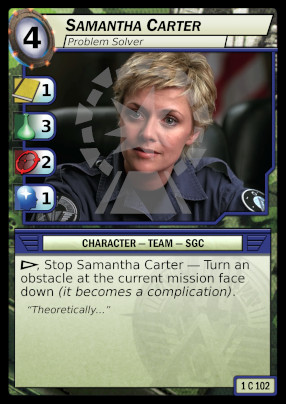 4
SAMANTHA CARTER
Problem Solver
1
3
2
1
CHARACTER – TEAM – SGC
, Stop Samantha Carter — Turn an
obstacle at the current mission face
down (it becomes a complication).
“Theoretically...”
1 C 102